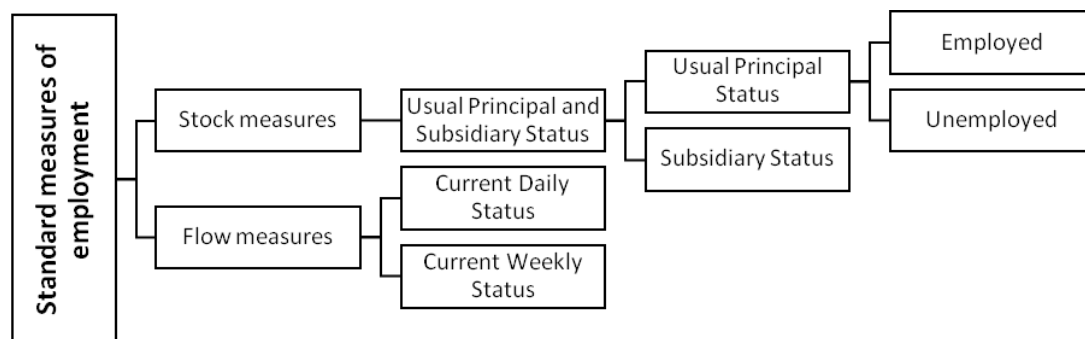 Standard measures of
employment
Stock measures
Flow measures
Usual Principal and
Subsidiary Status
Current Daily
Status
Current Weekly
Status
Usual Principal
Status
Subsidiary Status
Employed
Unemployed